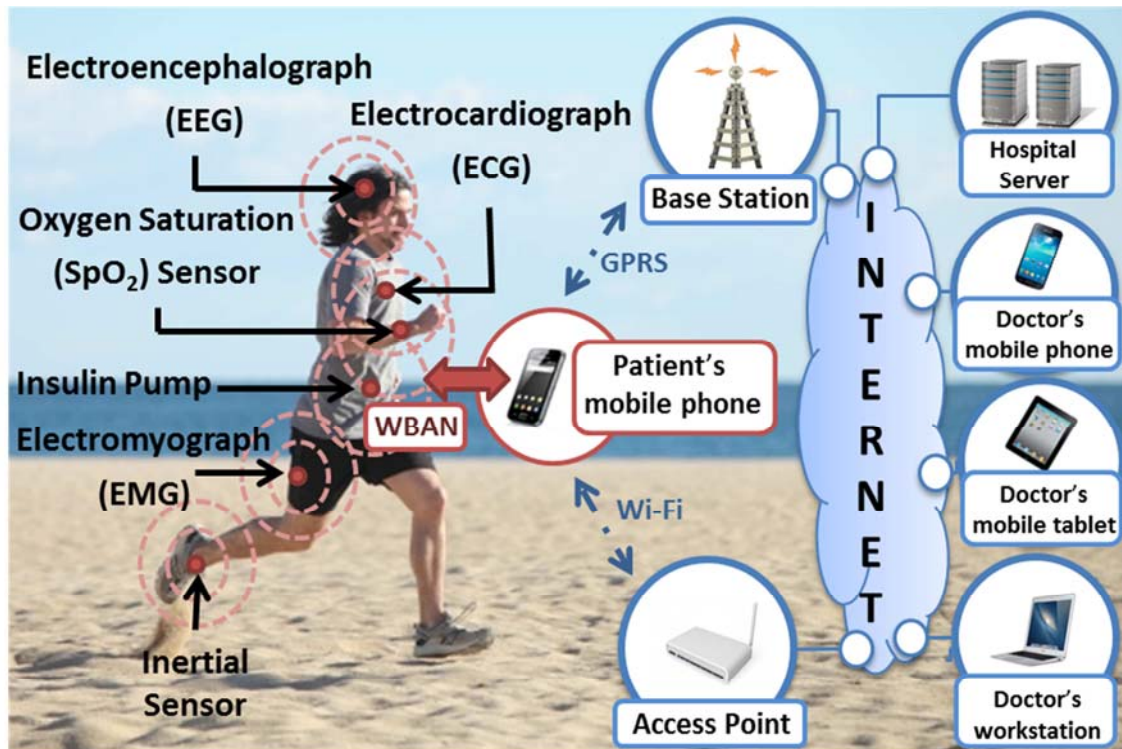 Electroencephalograph
(EEG)
Electrocardiograph
(ECG)
Oxygen Saturation
(SpO₂) Sensor
Insulin Pump
Electromyograph
(EMG)
Inertial
Sensor
WBAN
Patient's
mobile phone
GPRS
Wi-Fi
Base Station
Access Point
INTERNET
Hospital
Server
Doctor's
mobile phone
Doctor's
mobile tablet
Doctor's
workstation